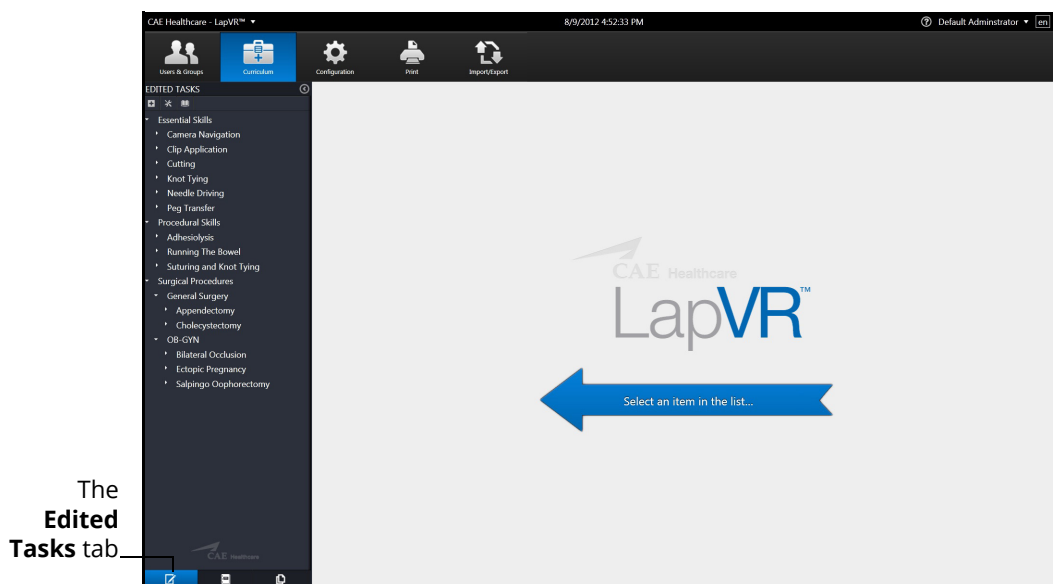 CAE Healthcare - LapVR™
8/9/2012 4:52:33 PM
Default Adminstrator
en
Users & Groups
Curriculum
Configuration
Print
Import/Export
EDITED TASKS
Essential Skills
Camera Navigation
Clip Application
Cutting
Knot Tying
Needle Driving
Peg Transfer
Procedural Skills
Adhesiolysis
Running The Bowel
Suturing and Knot Tying
Surgical Procedures
General Surgery
Appendectomy
Cholecystectomy
OB-GYN
Bilateral Occlusion
Ectopic Pregnancy
Salpingo Oophorectomy
CAE Healthcare
LapVR™
Select an item in the list...
The
Edited
Tasks tab
CAE Healthcare